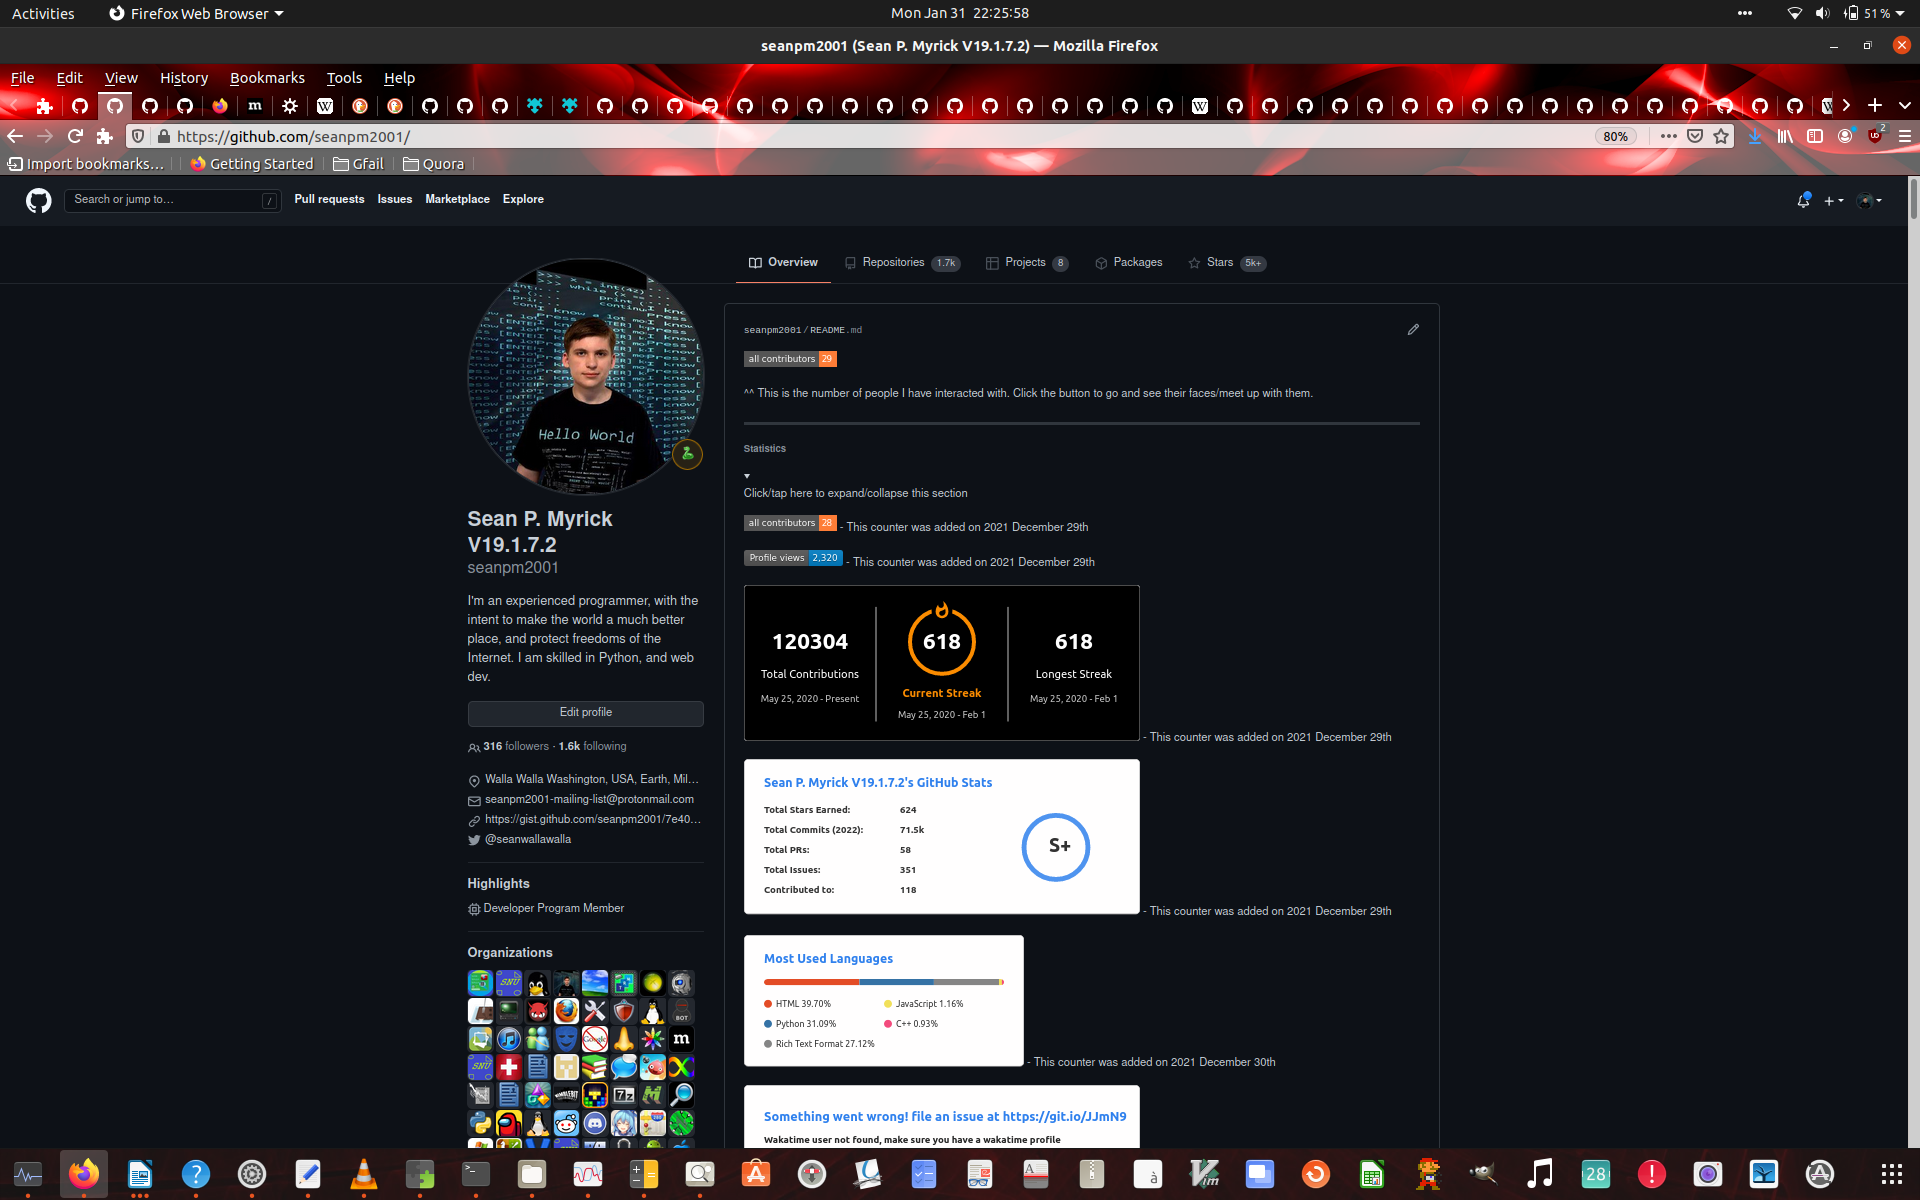 Activities
Firefox Web Browser
Mon Jan 31 22:25:58
51 %
seanpm2001 (Sean P. Myrick V19.1.7.2) — Mozilla Firefox
File Edit View History Bookmarks Tools Help
https://github.com/seanpm2001/
80%
2
Import bookmarks...
Getting Started
Gfail
Quora
Search or jump to...
/
Pull requests Issues Marketplace Explore
Overview
Repositories 1.7k
Projects 8
Packages
Stars 5k+
Hello World
Sean P. Myrick
V19.1.7.2
seanpm2001
I'm an experienced programmer, with the
intent to make the world a much better
place, and protect freedoms of the
Internet. I am skilled in Python, and web
dev.
Edit profile
316 followers · 1.6k following
Walla Walla Washington, USA, Earth, Mil...
seanpm2001-mailing-list@protonmail.com
https://gist.github.com/seanpm2001/7e40...
@seanwallawalla
Highlights
Developer Program Member
Organizations
seanpm2001/README.md
all contributors 29
^^ This is the number of people I have interacted with. Click the button to go and see their faces/meet up with them.
Statistics
Click/tap here to expand/collapse this section
all contributors 28 - This counter was added on 2021 December 29th
Profile views 2,320 - This counter was added on 2021 December 29th
120304
Total Contributions
May 25, 2020 - Present
618
Current Streak
May 25, 2020 - Feb 1
618
Longest Streak
May 25, 2020 - Feb 1
- This counter was added on 2021 December 29th
Sean P. Myrick V19.1.7.2's GitHub Stats
Total Stars Earned: 624
Total Commits (2022): 71.5k
Total PRs: 58
Total Issues: 351
Contributed to: 118
S+
- This counter was added on 2021 December 29th
Most Used Languages
HTML 39.70%
JavaScript 1.16%
Python 31.09%
C++ 0.93%
Rich Text Format 27.12%
- This counter was added on 2021 December 30th
Something went wrong! file an issue at https://git.io/JJmN9
Wakatime user not found, make sure you have a wakatime profile
28